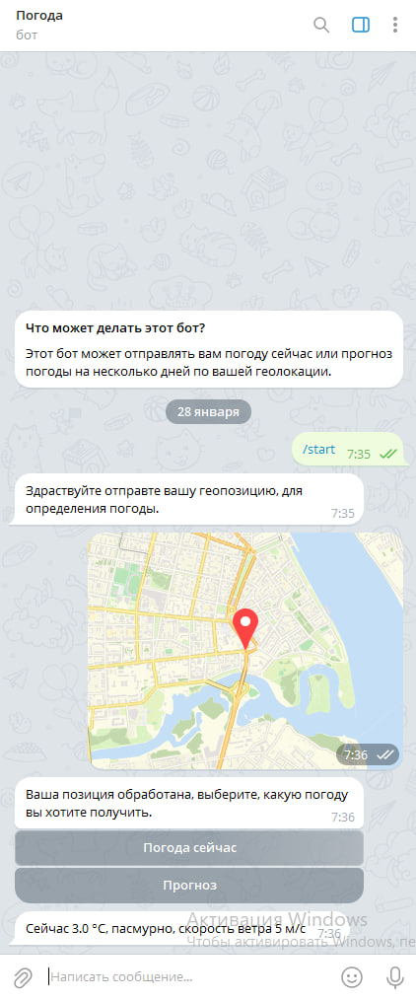 Погода
бот
Что может делать этот бот?
Этот бот может отправлять вам погоду сейчас или прогноз
погоды на несколько дней по вашей геолокации.
28 января
/start 7:35
Здраствуйте отправте вашу геопозицию, для
определения погоды.
7:35
7:36
Ваша позиция обработана, выберите, какую погоду
вы хотите получить.
7:36
Погода сейчас
Прогноз
Активация Windows
Сейчас 3.0 °C, пасмурно, скорость ветра 5 м/с 7:36
Чтобы активировать Windows, пе
Написать сообщение...